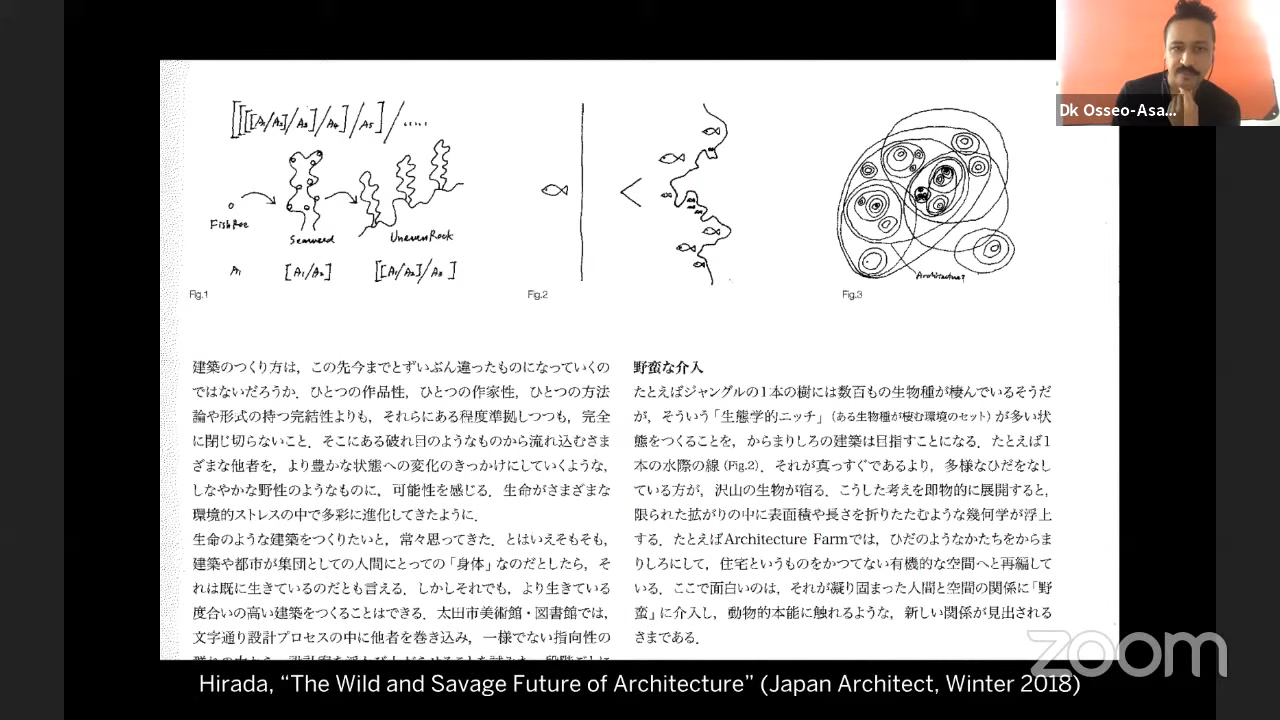 Dk Osseo-Asa...
[[[[[A₁/A₂]/A₃]/A₄]/A₅]/.....
Fish Roe
Seaweed
Uneven Rock
A₁
[A₁/A₂]
[[A₁/A₂]/A₃]
<
Architecture?
Fig.1
Fig.2
Fig.3
建築のつくり方は，この先今までとずいぶん違ったものになっていくの
ではないだろうか．ひとつの作品性，ひとつの作家性，ひとつの方法
論や形式の持つ完結性よりも，それらにある程度準拠しつつも，完全
に閉じ切らないこと．そこにある破れ目のようなものから流れ込むさま
ざまな他者を，より豊かな状態への変化のきっかけにしていくような，
しなやかな野性のようなものに，可能性を感じる．生命がさまざまな
環境的ストレスの中で多彩に進化してきたように．
生命のような建築をつくりたいと，常々思ってきた．とはいえそもそも，
建築や都市が集団としての人間にとっての「身体」なのだとしたら，そ
れは既に生きているのだとも言える．しかしそれでも，より生きている
度合いの高い建築をつくることはできる．太田市美術館・図書館では，
文字通り設計プロセスの中に他者を巻き込み，一様でない指向性の
野蛮な介入
たとえばジャングルの1本の樹には数百もの生物種が棲んでいるそうだ
が，そういう「生態学的ニッチ」（ある生物種が棲む環境のセット）が多い状
態をつくることを，からまりしろの建築は目指すことになる．たとえば1
本の水際の線（Fig.2）．それが真っすぐであるより，多様なひだをなし
ている方が，沢山の生物が宿る．こうした考えを即物的に展開すると，
限られた拡がりの中に表面積や長さを折りたたむような幾何学が浮上
する．たとえばArchitecture Farmでは，ひだのようなかたちをからま
りしろにして，住宅というものをかつてない有機的な空間へと再編して
いる．ここで面白いのは，それが凝り固まった人間と空間の関係に「野
蛮」に介入し，動物的本能に触れるような，新しい関係が見出される
さまである．
zoom
Hirada, “The Wild and Savage Future of Architecture” (Japan Architect, Winter 2018)